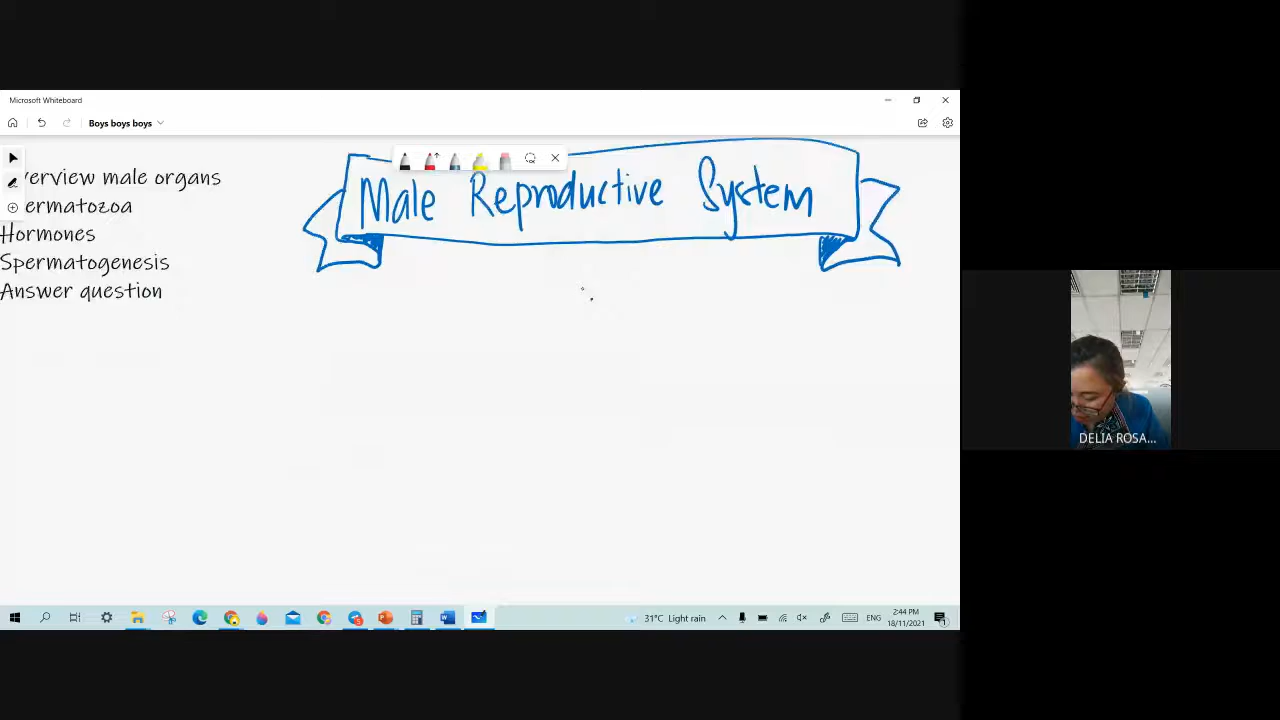 Microsoft Whiteboard
Boys boys boys
Male Reproductive System
verview male organs
ermatozoa
Hormones
Spermatogenesis
Answer question
DELIA ROSA...
31°C Light rain
ENG
2:44 PM
18/11/2021